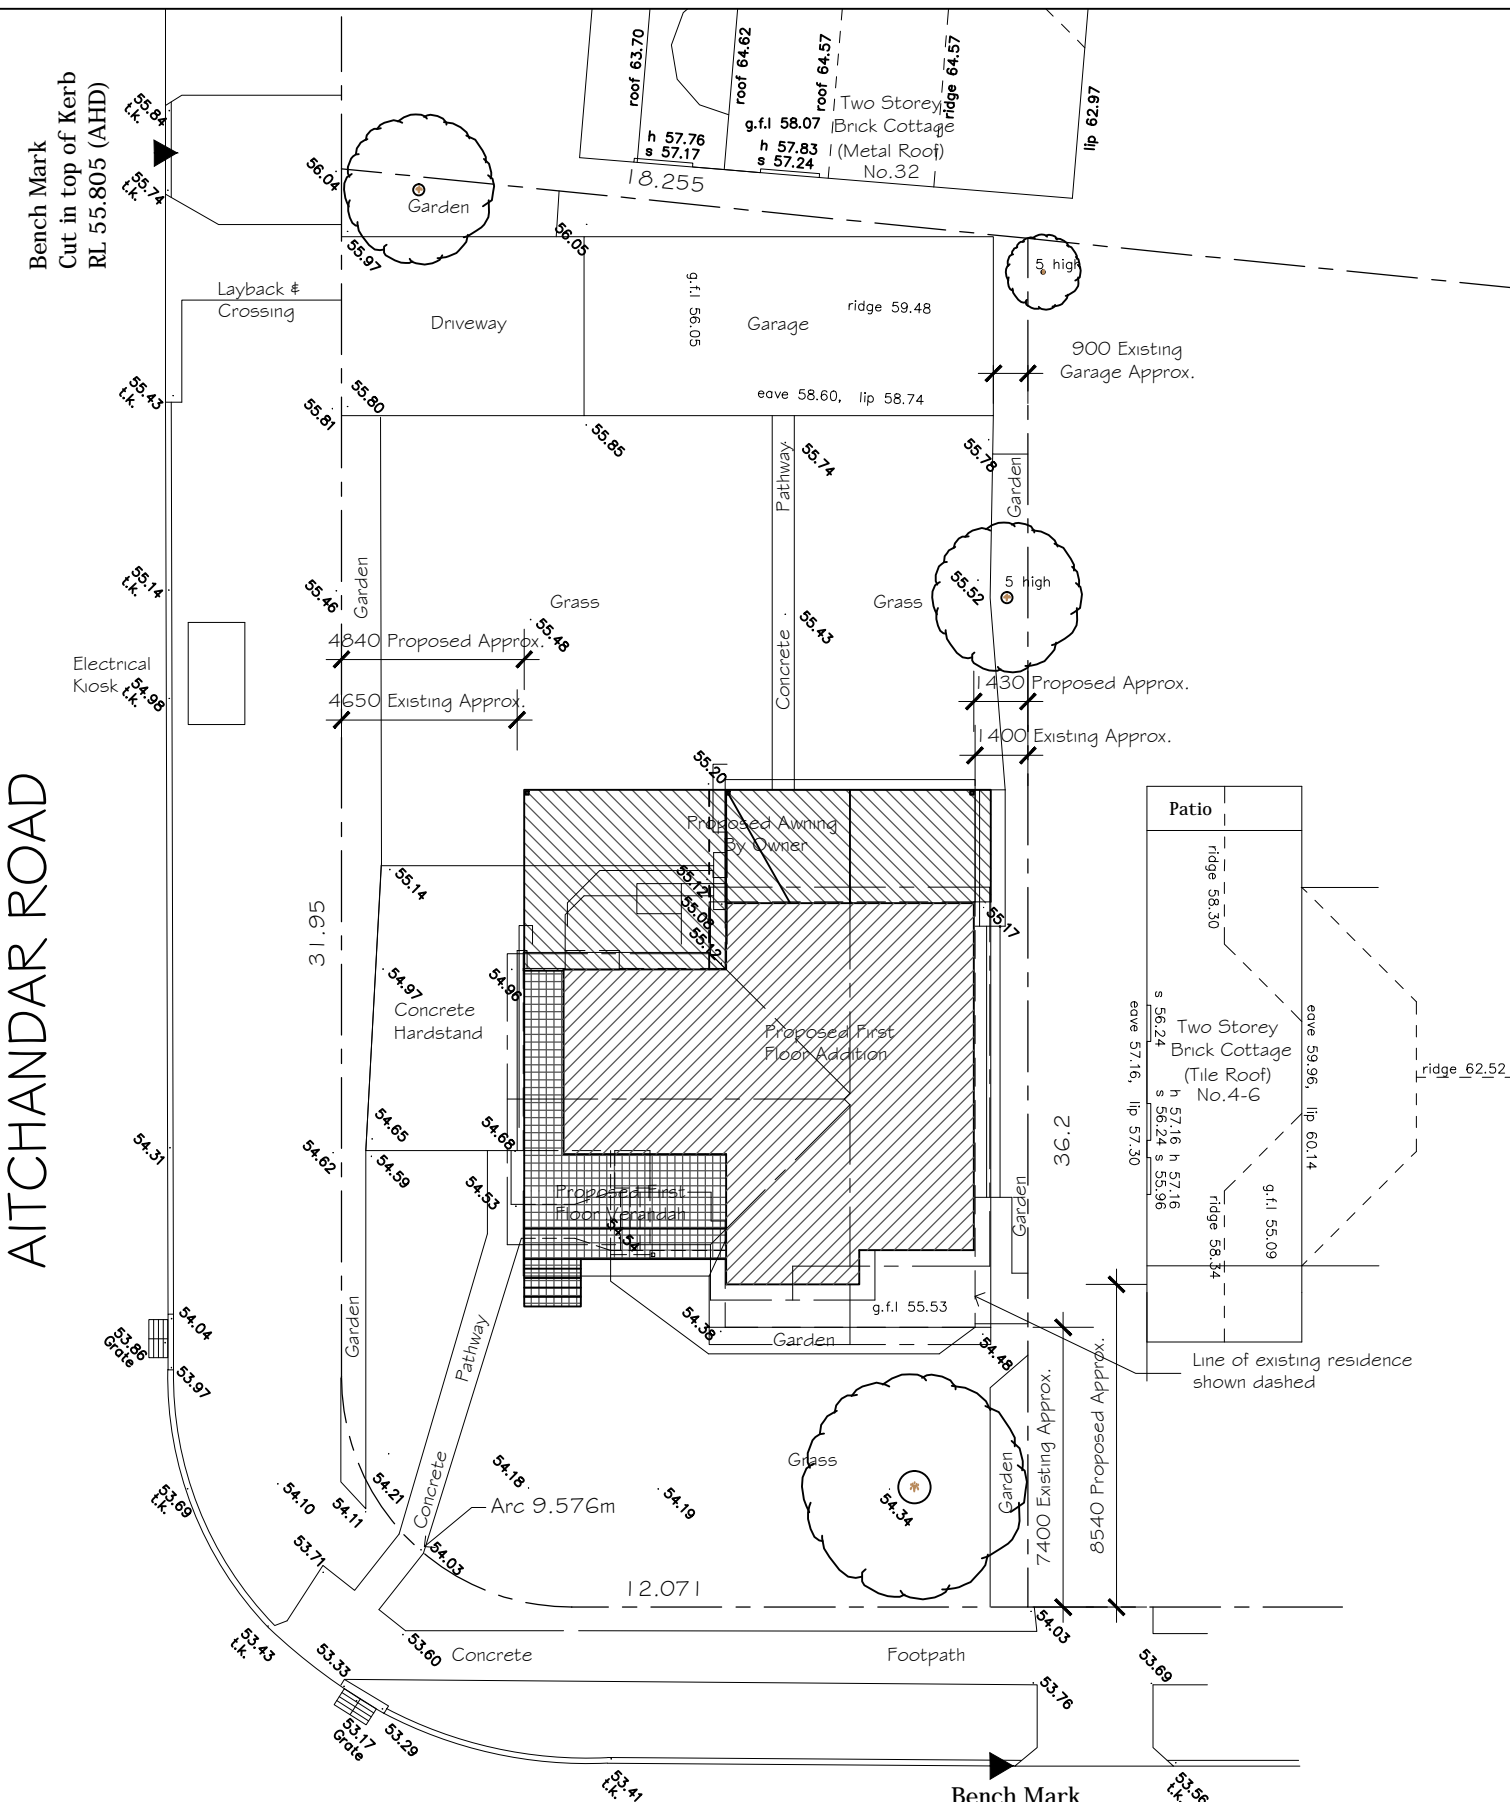 Bench Mark
Cut in top of Kerb
RL 55.805 (AHD)
55.84
t.k.
55.74
t.k.
56.04
Garden
55.97
56.05
roof 63.70
roof 64.62
roof 64.57
ridge 64.57
lip 62.97
Two Storey
Brick Cottage
(Metal Roof)
No.32
g.f.l 58.07
h 57.76
s 57.17
h 57.83
s 57.24
18.255
5 high
Layback &
Crossing
Driveway
g.f.l 56.05
Garage
ridge 59.48
eave 58.60, lip 58.74
900 Existing
Garage Approx.
55.43
t.k.
55.81
55.80
55.85
55.74
55.78
Pathway
Garden
55.14
t.k.
55.46
Garden
Grass
Grass
55.52
5 high
55.48
55.43
Concrete
4840 Proposed Approx.
4650 Existing Approx.
1430 Proposed Approx.
1400 Existing Approx.
Electrical
Kiosk
54.98
t.k.
AITCHANDAR ROAD
55.20
Proposed Awning
By Owner
55.12
55.08
55.12
55.17
55.14
31.95
54.97
54.96
Concrete
Hardstand
Proposed First
Floor Addition
54.65
54.68
54.31
54.62
54.59
54.53
Proposed First
Floor Verandah
54.54
36.2
Garden
Patio
ridge 58.30
s 56.24
eave 57.16, lip 57.30
Two Storey
Brick Cottage
(Tile Roof)
No.4-6
h 57.16
s 56.24
h 57.16
s 55.96
eave 59.96, lip 60.14
ridge 62.52
g.f.l 55.09
ridge 58.34
54.04
53.86
Grate
53.97
Garden
Pathway
54.38
g.f.l 55.53
Garden
54.48
Line of existing residence
shown dashed
7400 Existing Approx.
8540 Proposed Approx.
53.69
t.k.
54.10
54.11
54.21
Concrete
54.18
54.19
Arc 9.576m
Grass
54.34
Garden
53.71
54.03
12.071
54.03
53.43
t.k.
53.33
53.60
Concrete
Footpath
53.69
53.76
53.17
Grate
53.29
53.41
t.k.
Bench Mark
53.56
t.k.